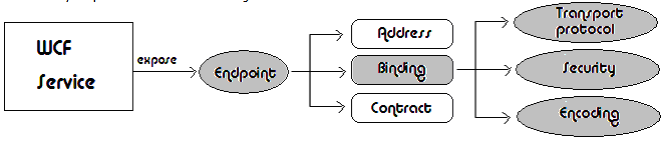 WCF
Service
expose
Endpoint
Address
Binding
Contract
Transport
protocol
Security
Encoding